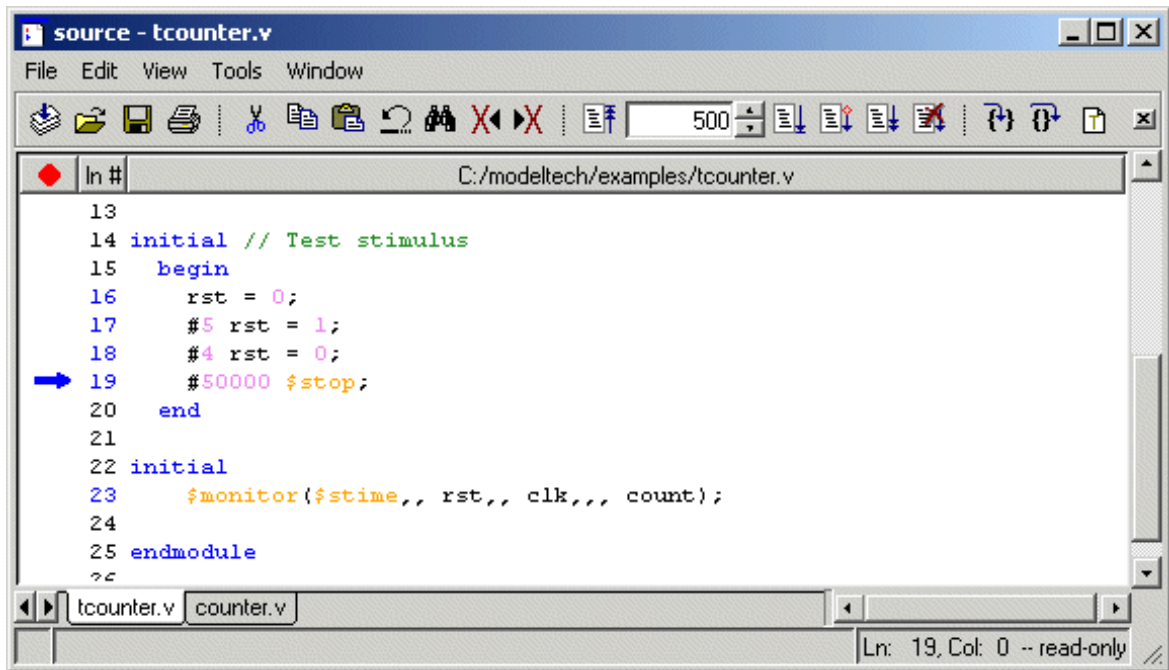 source - tcounter.v
File Edit View Tools Window
500
ln # C:/modeltech/examples/tcounter.v
13
14 initial // Test stimulus
15 begin
16 rst = 0;
17 #5 rst = 1;
18 #4 rst = 0;
19 #50000 $stop;
20 end
21
22 initial
23 $monitor($stime,, rst,, clk,,, count);
24
25 endmodule
26
tcounter.v counter.v
Ln: 19, Col: 0 -- read-only